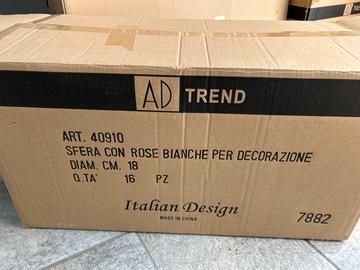 AD TREND
ART. 40910
SFERA CON ROSE BIANCHE PER DECORAZIONE
DIAM. CM. 18
Q.TA' 16 PZ
Italian Design
MADE IN CHINA
7882